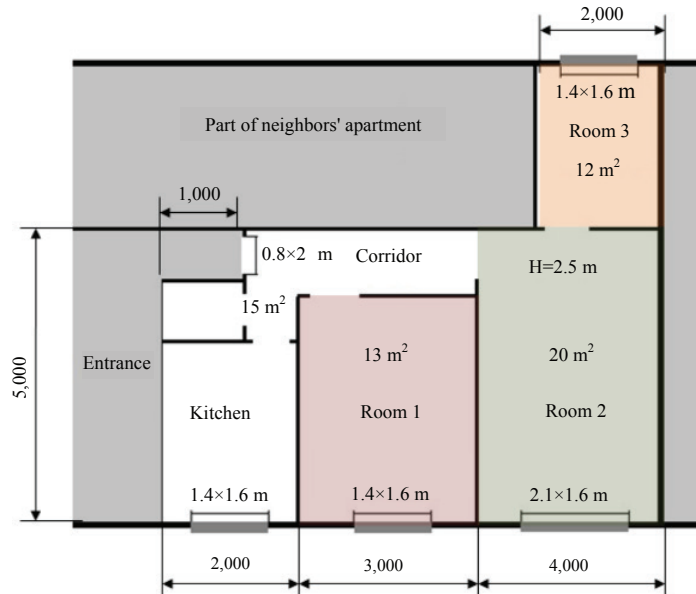 2,000
1.4×1.6 m
Room 3
12 m²
Part of neighbors' apartment
1,000
0.8×2 m
Corridor
H=2.5 m
15 m²
5,000
Entrance
13 m²
20 m²
Kitchen
Room 1
Room 2
1.4×1.6 m
1.4×1.6 m
2.1×1.6 m
2,000
3,000
4,000